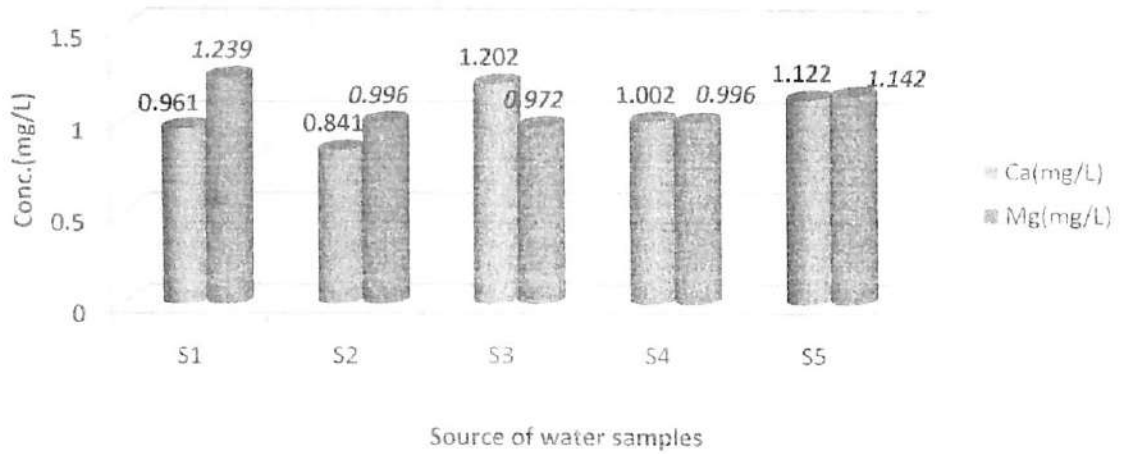 1.5
1
0.5
0
Conc.(mg/L)
0.961
1.239
0.841
0.996
1.202
0.972
1.002
0.996
1.122
1.142
S1
S2
S3
S4
S5
Source of water samples
Ca(mg/L)
Mg(mg/L)